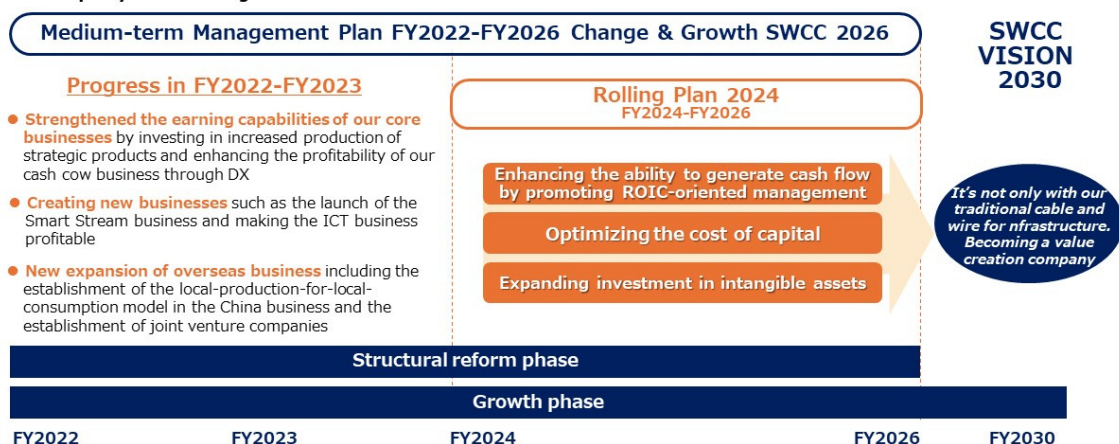 Medium-term Management Plan FY2022-FY2026 Change & Growth SWCC 2026
SWCC
VISION
2030
Progress in FY2022-FY2023
● Strengthened the earning capabilities of our core
businesses by investing in increased production of
strategic products and enhancing the profitability of our
cash cow business through DX
● Creating new businesses such as the launch of the
Smart Stream business and making the ICT business
profitable
● New expansion of overseas business including the
establishment of the local-production-for-local-
consumption model in the China business and the
establishment of joint venture companies
Rolling Plan 2024
FY2024-FY2026
Enhancing the ability to generate cash flow
by promoting ROIC-oriented management
Optimizing the cost of capital
Expanding investment in intangible assets
It's not only with our
traditional cable and
wire for nfrastructure.
Becoming a value
creation company
Structural reform phase
Growth phase
FY2022 FY2023 FY2024 FY2026 FY2030